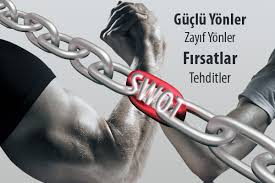 Güçlü Yönler
Zayıf Yönler
Fırsatlar
Tehditler
SWOT